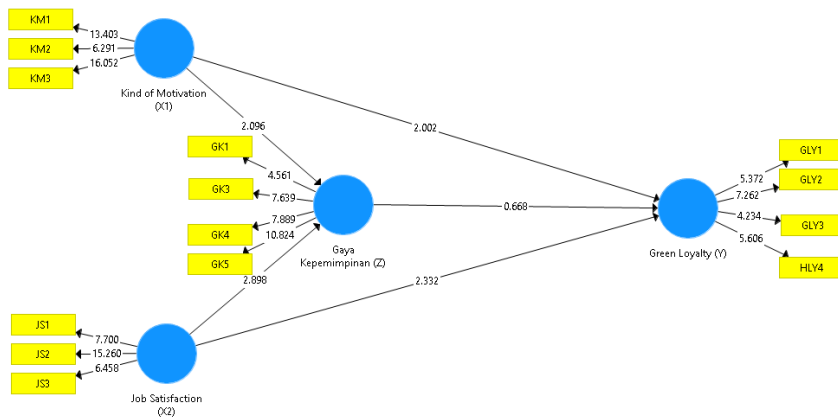 KM1
13.403
KM2
6.291
KM3
16.052
Kind of Motivation
(X1)
2.096
2.002
GK1
4.561
GK3
7.639
GK4
7.889
GK5
10.824
Gaya
Kepemimpinan (Z)
0.668
2.898
2.332
GLY1
5.372
GLY2
7.262
GLY3
4.234
HLY4
5.606
Green Loyalty (Y)
JS1
7.700
JS2
15.260
JS3
6.458
Job Satisfaction
(X2)